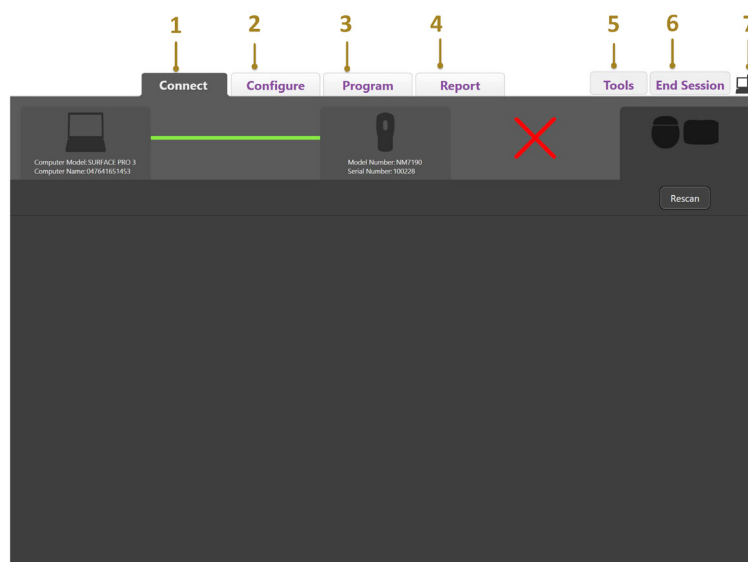 1 2 3 4 5 6 7
Connect Configure Program Report Tools End Session
Computer Model:SURFACE PRO 3
Computer Name:047641651453
Model Number:NM7190
Serial Number:100228
Rescan